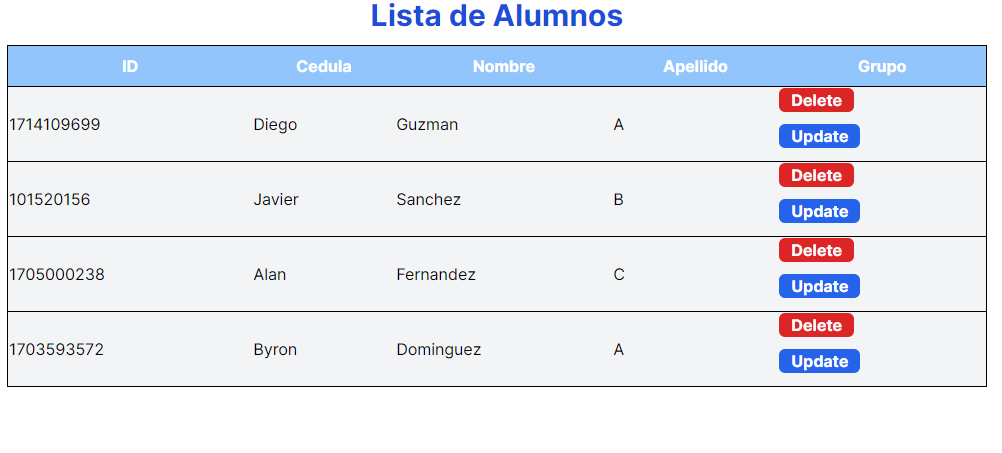 Lista de Alumnos
ID Cedula Nombre Apellido Grupo
1714109699 Diego Guzman A Delete
Update
101520156 Javier Sanchez B Delete
Update
1705000238 Alan Fernandez C Delete
Update
1703593572 Byron Dominguez A Delete
Update